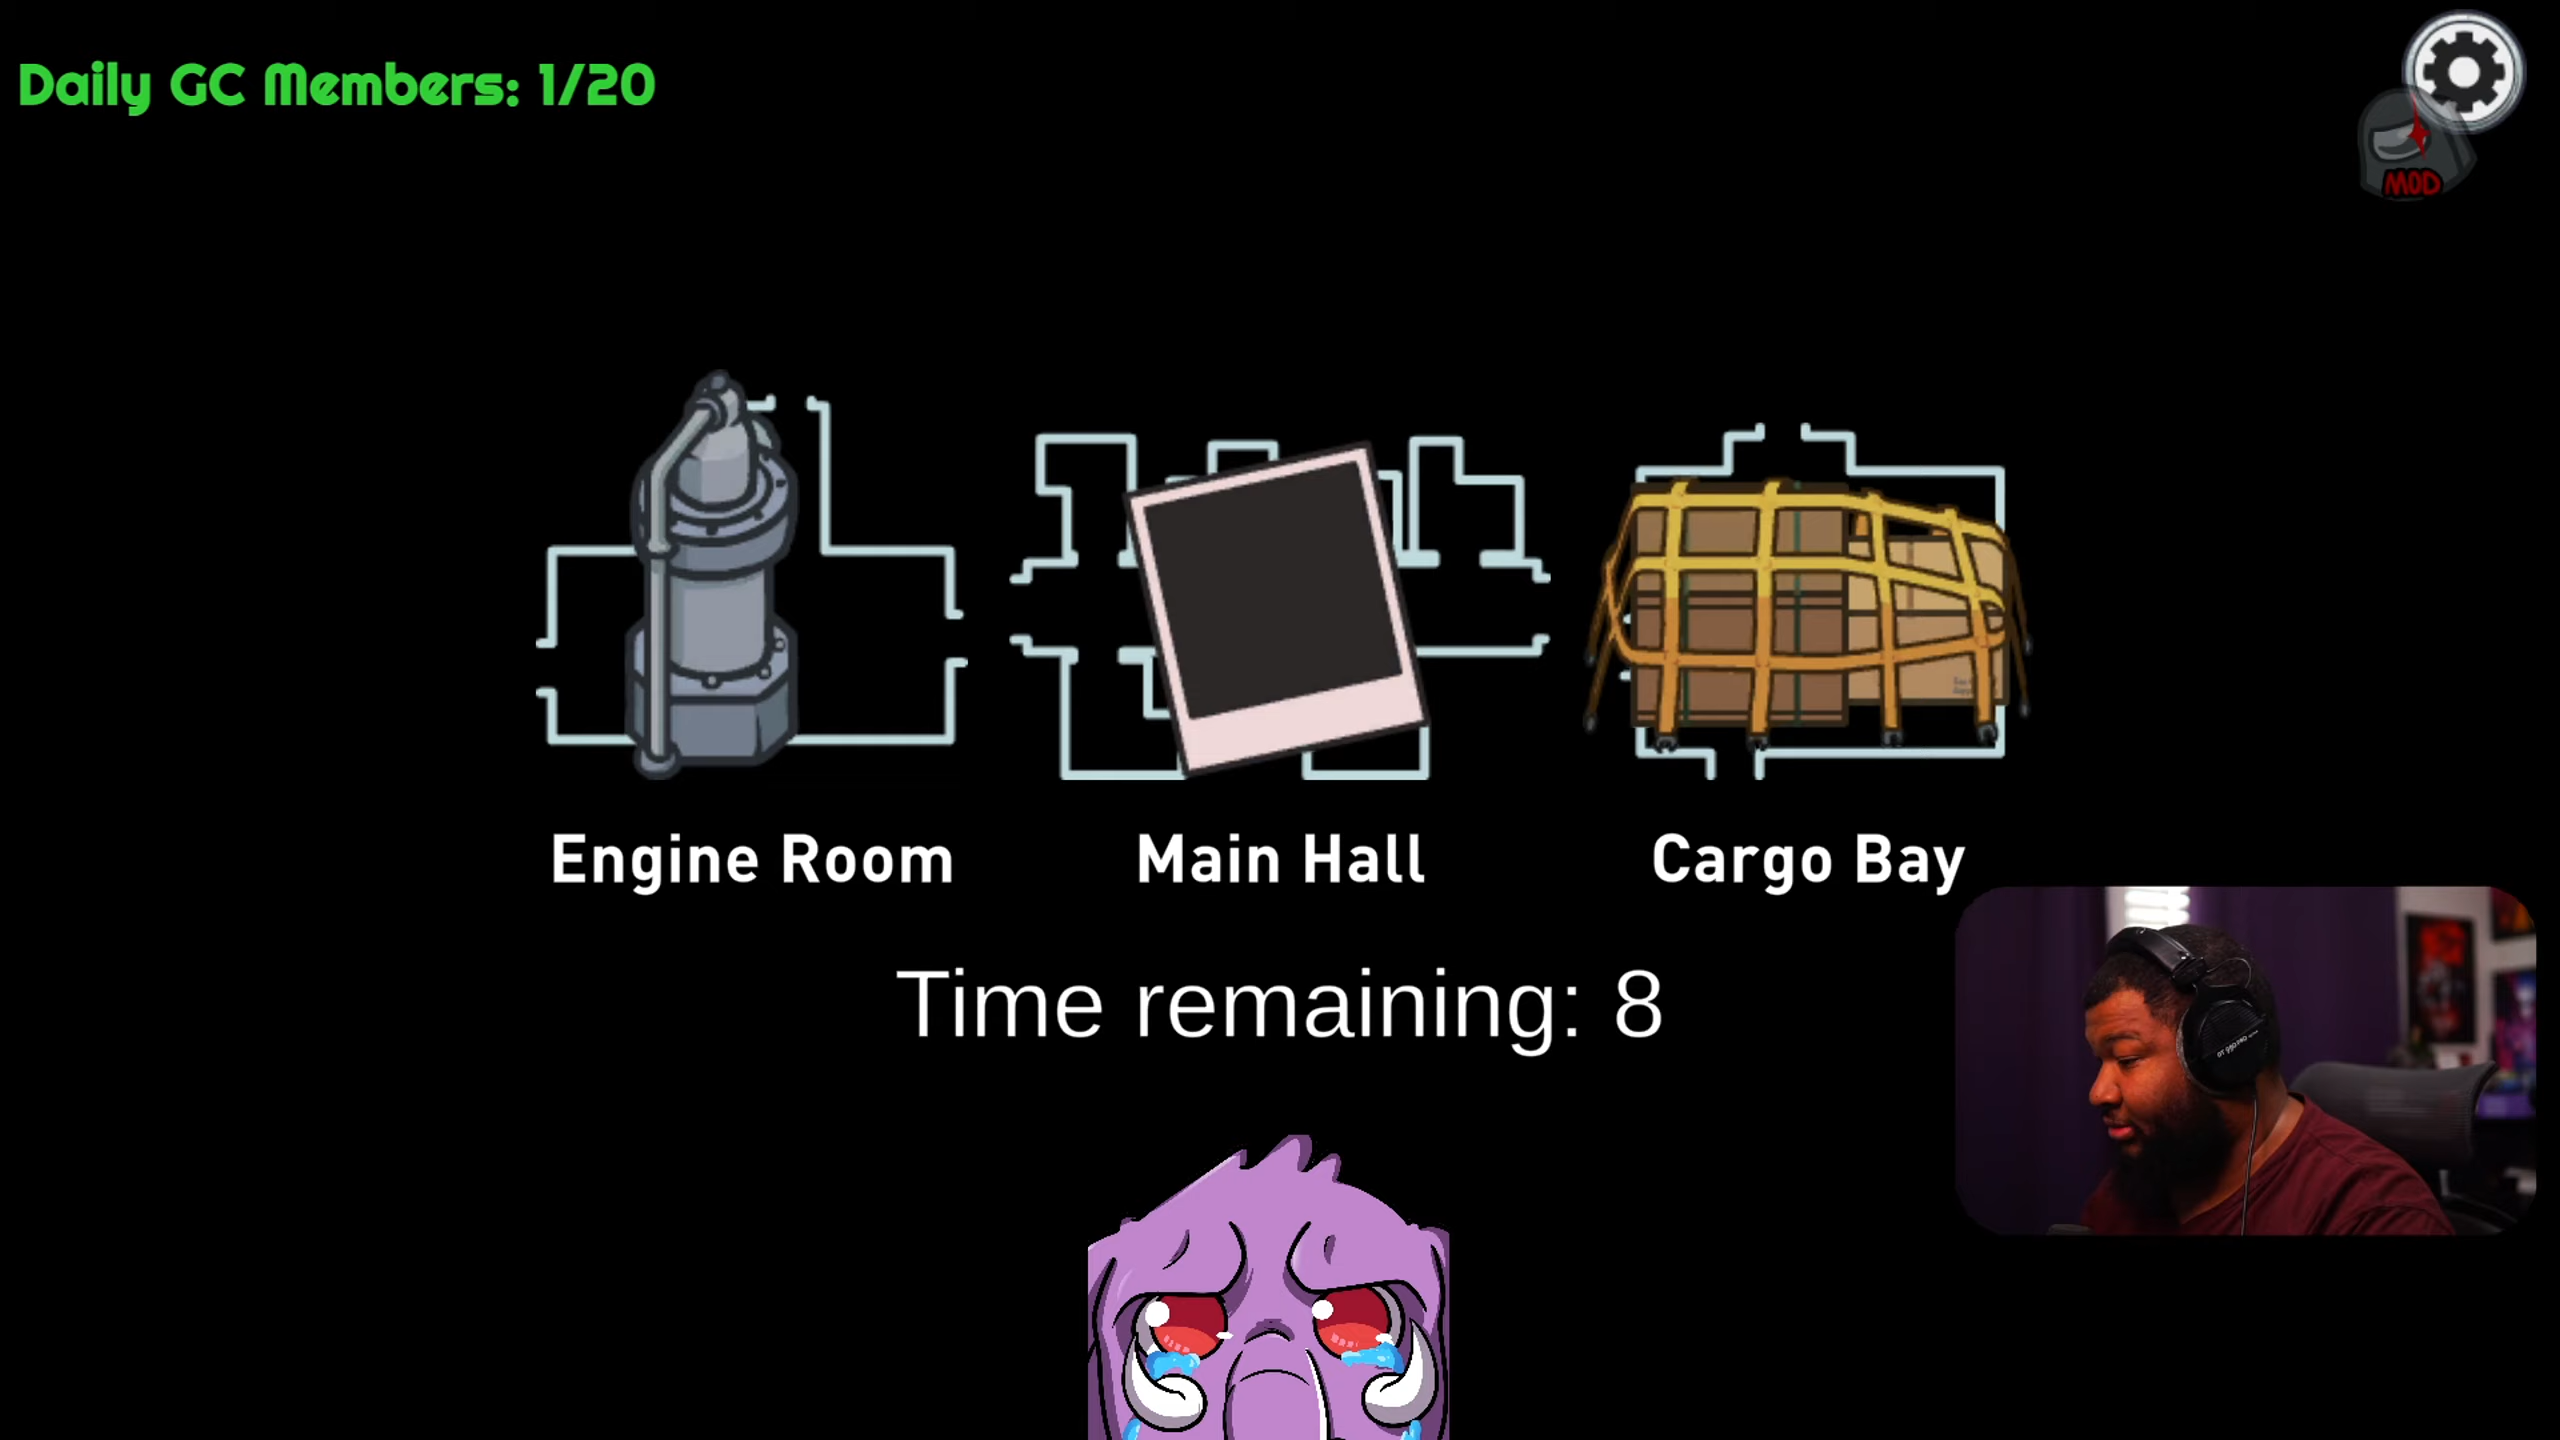 Daily GC Members: 1/20
MOD
Engine Room
Main Hall
Cargo Bay
Time remaining: 8